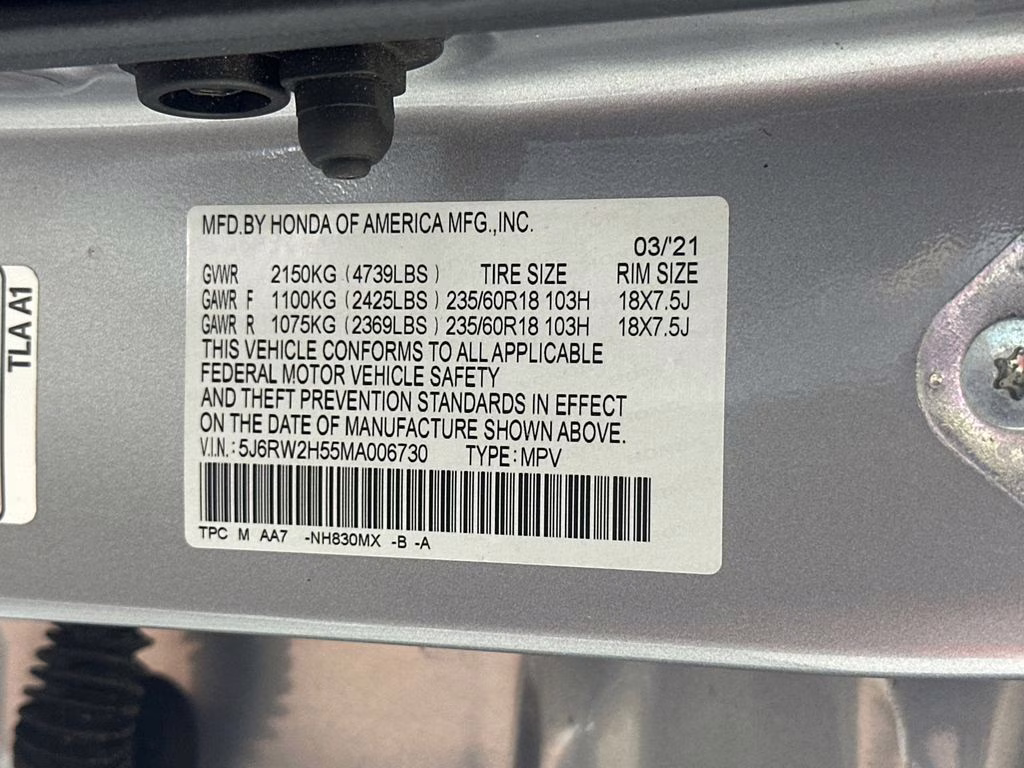 MFD.BY HONDA OF AMERICA MFG.,INC.
03/'21
GVWR 2150KG (4739LBS) TIRE SIZE RIM SIZE
GAWR F 1100KG (2425LBS) 235/60R18 103H 18X7.5J
GAWR R 1075KG (2369LBS) 235/60R18 103H 18X7.5J
THIS VEHICLE CONFORMS TO ALL APPLICABLE
FEDERAL MOTOR VEHICLE SAFETY
AND THEFT PREVENTION STANDARDS IN EFFECT
ON THE DATE OF MANUFACTURE SHOWN ABOVE.
V.I.N.: 5J6RW2H55MA006730 TYPE: MPV
TPC M AA7 -NH830MX -B -A
TLA A1